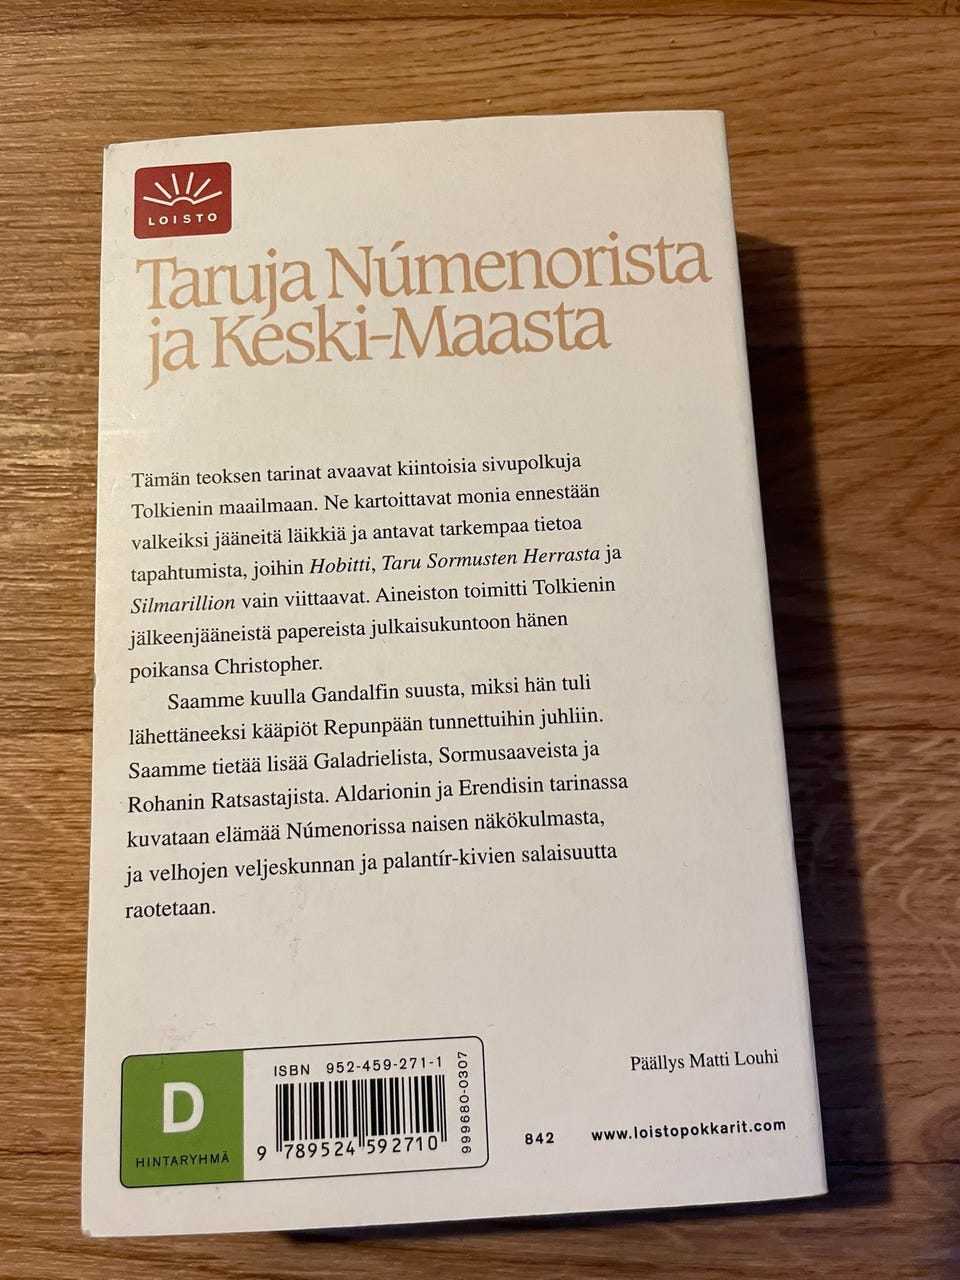 LOISTO
Taruja Númenorista
ja Keski-Maasta
Tämän teoksen tarinat avaavat kiintoisia sivupolkuja
Tolkienin maailmaan. Ne kartoittavat monia ennestään
valkeiksi jääneitä läikkiä ja antavat tarkempaa tietoa
tapahtumista, joihin Hobitti, Taru Sormusten Herrasta ja
Silmarillion vain viittaavat. Aineiston toimitti Tolkienin
jälkeenjääneistä papereista julkaisukuntoon hänen
poikansa Christopher.
Saamme kuulla Gandalfin suusta, miksi hän tuli
lähettäneeksi kääpiöt Repunpään tunnettuihin juhliin.
Saamme tietää lisää Galadrielista, Sormusaaveista ja
Rohanin Ratsastajista. Aldarionin ja Erendisin tarinassa
kuvataan elämää Númenorissa naisen näkökulmasta,
ja velhojen veljeskunnan ja palantír-kivien salaisuutta
raotetaan.
D
HINTARYHMÄ
ISBN 952-459-271-1
9 789524 592710
999680-0307
Päällys Matti Louhi
842 www.loistopokkarit.com